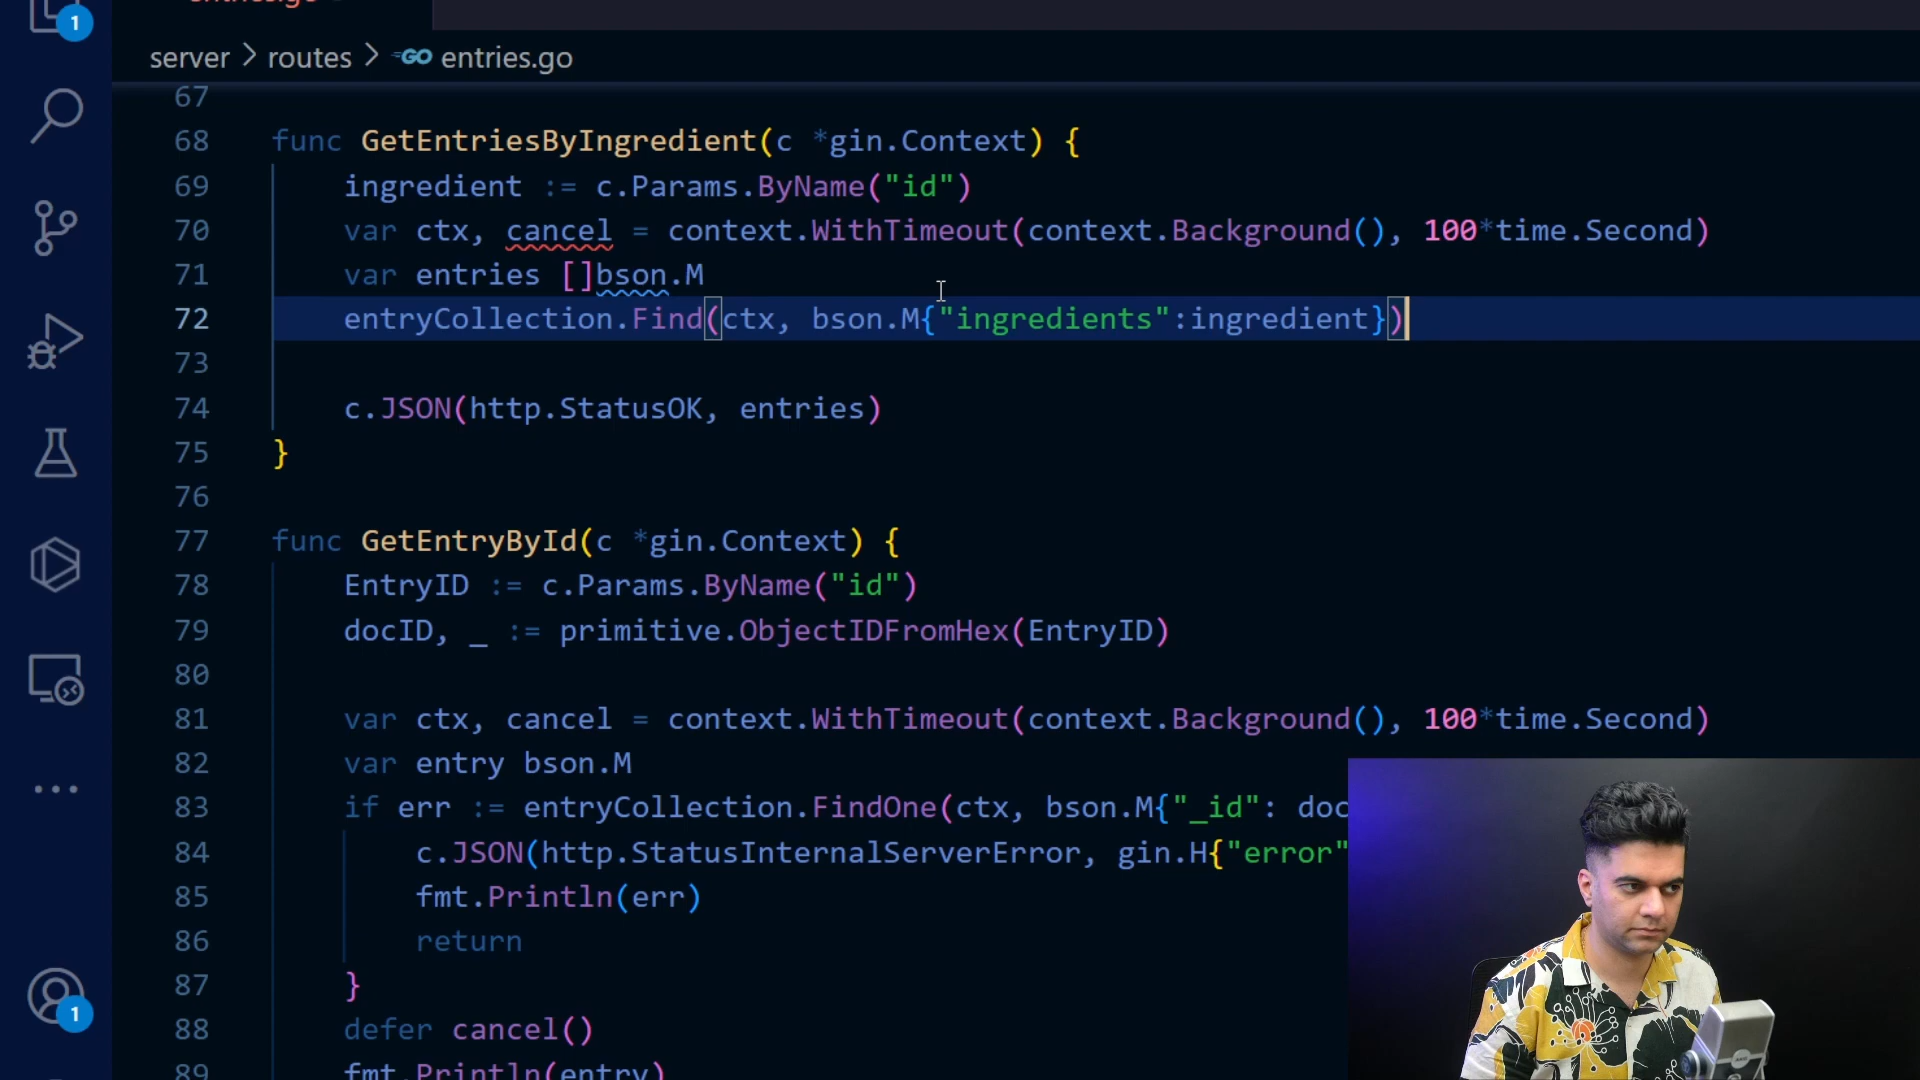 1
server > routes > GO entries.go
67
68 func GetEntriesByIngredient(c *gin.Context) {
69 ingredient := c.Params.ByName("id")
70 var ctx, cancel = context.WithTimeout(context.Background(), 100*time.Second)
71 var entries []bson.M
72 entryCollection.Find(ctx, bson.M{"ingredients":ingredient})
73
74 c.JSON(http.StatusOK, entries)
75 }
76
77 func GetEntryById(c *gin.Context) {
78 EntryID := c.Params.ByName("id")
79 docID, _ := primitive.ObjectIDFromHex(EntryID)
80
81 var ctx, cancel = context.WithTimeout(context.Background(), 100*time.Second)
82 var entry bson.M
83 if err := entryCollection.FindOne(ctx, bson.M{"_id": doc
84 c.JSON(http.StatusInternalServerError, gin.H{"error"
85 fmt.Println(err)
86 return
87 }
1
88 defer cancel()
89 fmt.Println(entry)